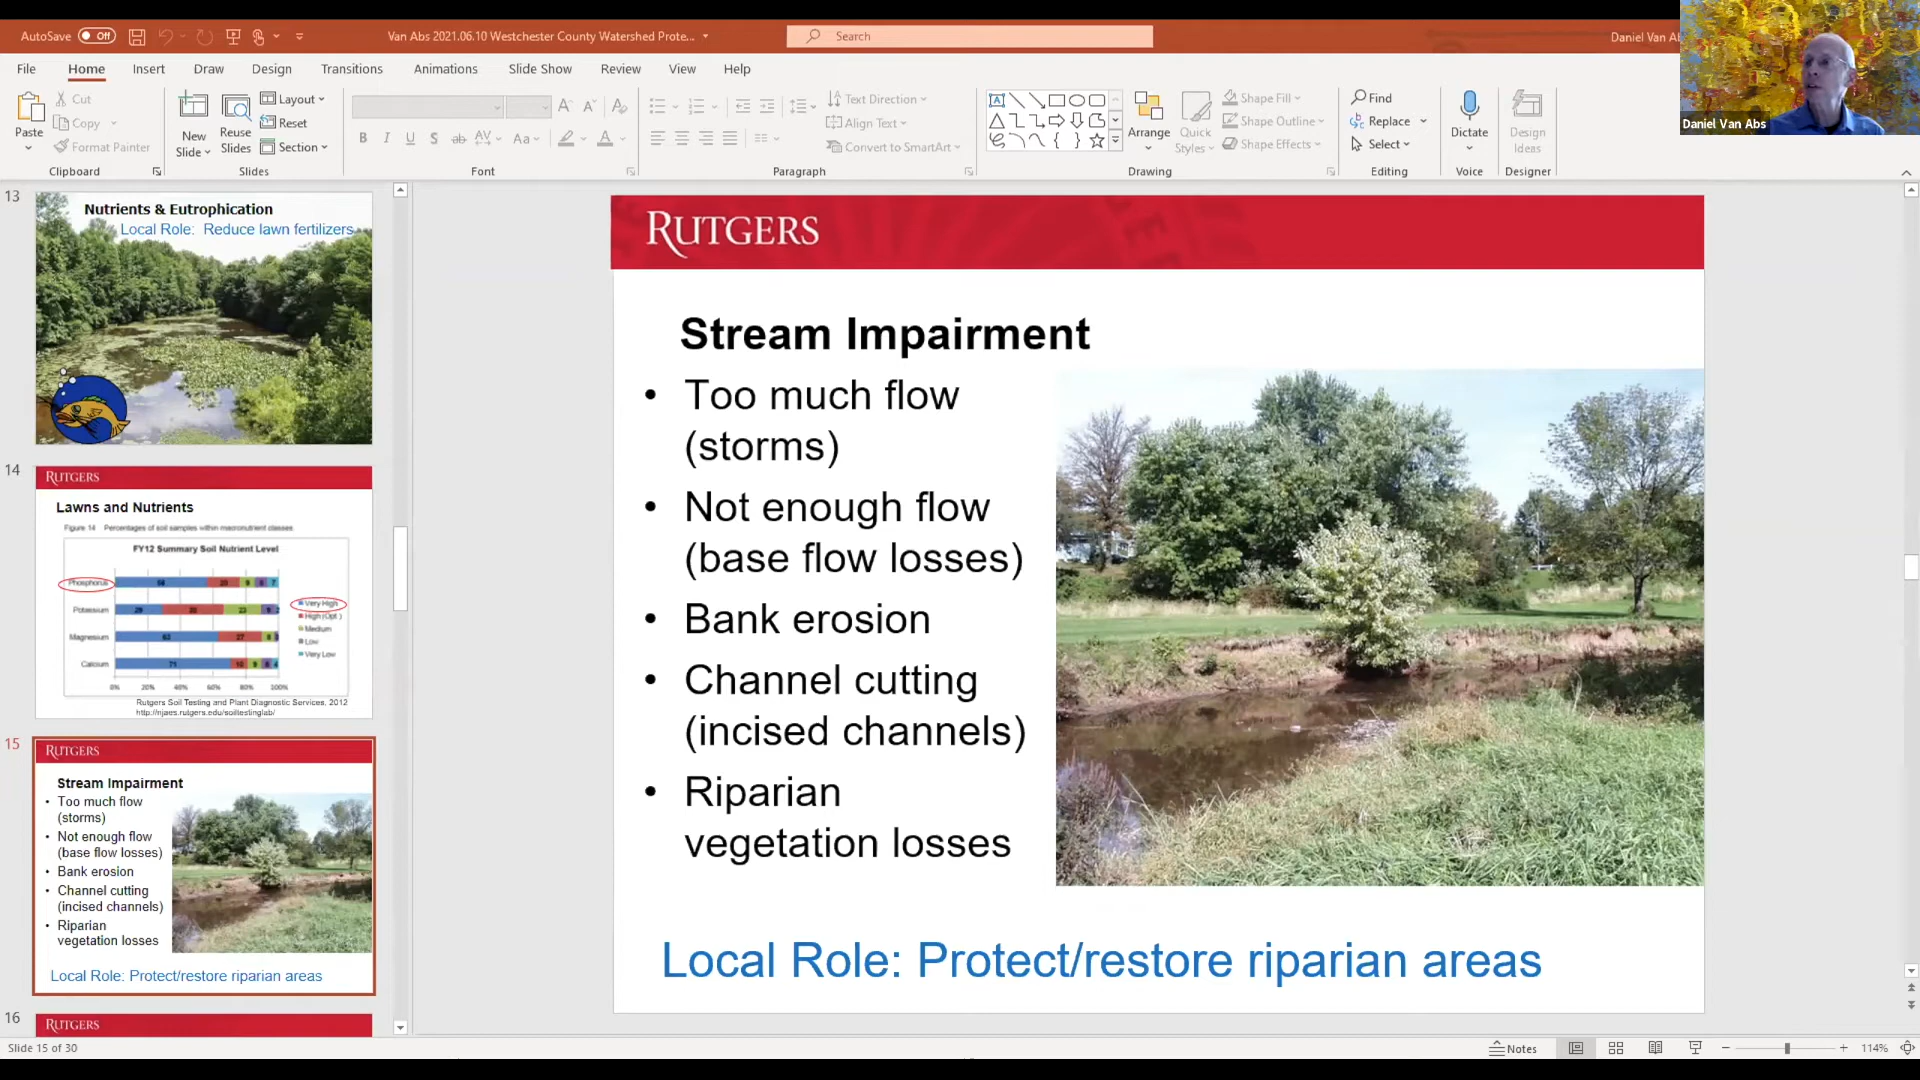 AutoSave Off
Van Abs 2021.06.10 Westchester County Watershed Prote...
Search
Daniel Van Ab
Daniel Van Abs
File Home Insert Draw Design Transitions Animations Slide Show Review View Help
Paste
Cut
Copy
Format Painter
Clipboard
New Slide
Reuse Slides
Layout
Reset
Section
Slides
Font
Text Direction
Align Text
Convert to SmartArt
Paragraph
Arrange
Quick Styles
Shape Fill
Shape Outline
Shape Effects
Drawing
Find
Replace
Select
Editing
Dictate
Voice
Design Ideas
Designer
13
Nutrients & Eutrophication
Local Role: Reduce lawn fertilizers
14
RUTGERS
Lawns and Nutrients
Figure 14 Percentages of soil samples within macronutrient classes
FY12 Summary Soil Nutrient Level
Phosphorus
Potassium
Magnesium
Calcium
Very High
High (Opt.)
Medium
Low
Very Low
0% 20% 40% 60% 80% 100%
Rutgers Soil Testing and Plant Diagnostic Services, 2012
http://njaes.rutgers.edu/soiltestinglab/
15
RUTGERS
Stream Impairment
• Too much flow
(storms)
• Not enough flow
(base flow losses)
• Bank erosion
• Channel cutting
(incised channels)
• Riparian
vegetation losses
Local Role: Protect/restore riparian areas
16
RUTGERS
RUTGERS
Stream Impairment
• Too much flow
(storms)
• Not enough flow
(base flow losses)
• Bank erosion
• Channel cutting
(incised channels)
• Riparian
vegetation losses
Local Role: Protect/restore riparian areas
Slide 15 of 30
Notes
114%